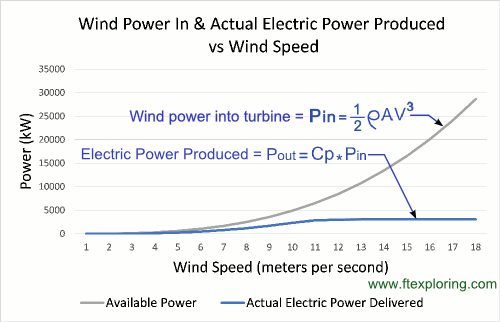 Wind Power In & Actual Electric Power Produced
vs Wind Speed
35000
30000
25000
20000
15000
10000
5000
0
Power (kW)
Wind power into turbine = Pin = 1/2 ρAV³
Electric Power Produced = Pout = Cp * Pin
1 2 3 4 5 6 7 8 9 10 11 12 13 14 15 16 17 18
Wind Speed (meters per second)
www.ftexploring.com
Available Power Actual Electric Power Delivered